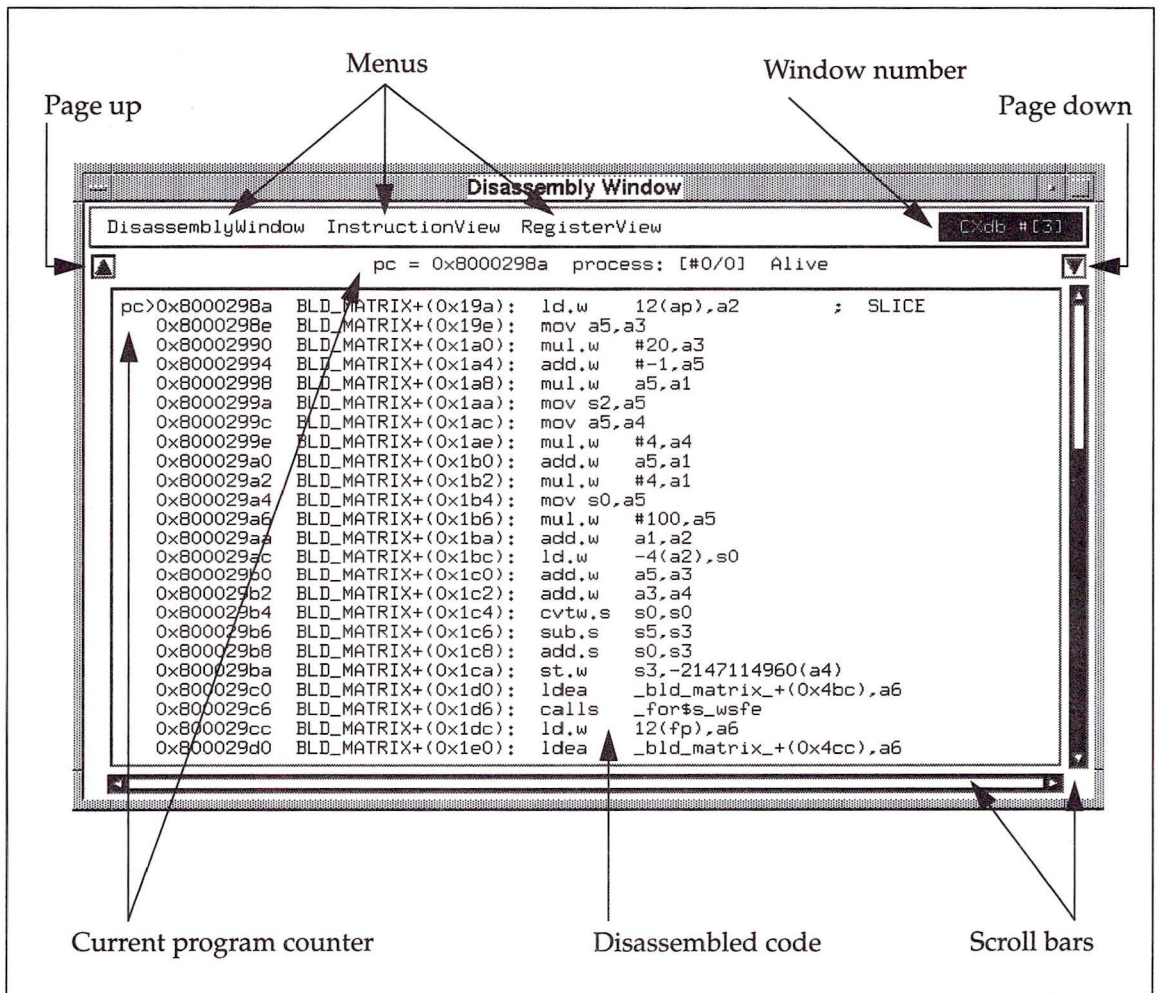 Menus
Window number
Page up
Page down
Disassembly Window
DisassemblyWindow InstructionView RegisterView CXdb #[3]
pc = 0x8000298a process: [#0/0] Alive
pc>0x8000298a BLD_MATRIX+(0x19a): ld.w 12(ap),a2 ; SLICE
0x8000298e BLD_MATRIX+(0x19e): mov a5,a3
0x80002990 BLD_MATRIX+(0x1a0): mul.w #20,a3
0x80002994 BLD_MATRIX+(0x1a4): add.w #-1,a5
0x80002998 BLD_MATRIX+(0x1a8): mul.w a5,a1
0x8000299a BLD_MATRIX+(0x1aa): mov s2,a5
0x8000299c BLD_MATRIX+(0x1ac): mov a5,a4
0x8000299e BLD_MATRIX+(0x1ae): mul.w #4,a4
0x800029a0 BLD_MATRIX+(0x1b0): add.w a5,a1
0x800029a2 BLD_MATRIX+(0x1b2): mul.w #4,a1
0x800029a4 BLD_MATRIX+(0x1b4): mov s0,a5
0x800029a6 BLD_MATRIX+(0x1b6): mul.w #100,a5
0x800029aa BLD_MATRIX+(0x1ba): add.w a1,a2
0x800029ac BLD_MATRIX+(0x1bc): ld.w -4(a2),s0
0x800029b0 BLD_MATRIX+(0x1c0): add.w a5,a3
0x800029b2 BLD_MATRIX+(0x1c2): add.w a3,a4
0x800029b4 BLD_MATRIX+(0x1c4): cvtw.s s0,s0
0x800029b6 BLD_MATRIX+(0x1c6): sub.s s5,s3
0x800029b8 BLD_MATRIX+(0x1c8): add.s s0,s3
0x800029ba BLD_MATRIX+(0x1ca): st.w s3,-2147114960(a4)
0x800029c0 BLD_MATRIX+(0x1d0): ldea _bld_matrix_+(0x4bc),a6
0x800029c6 BLD_MATRIX+(0x1d6): calls _for$s_wsfe
0x800029cc BLD_MATRIX+(0x1dc): ld.w 12(fp),a6
0x800029d0 BLD_MATRIX+(0x1e0): ldea _bld_matrix_+(0x4cc),a6
Current program counter
Disassembled code
Scroll bars